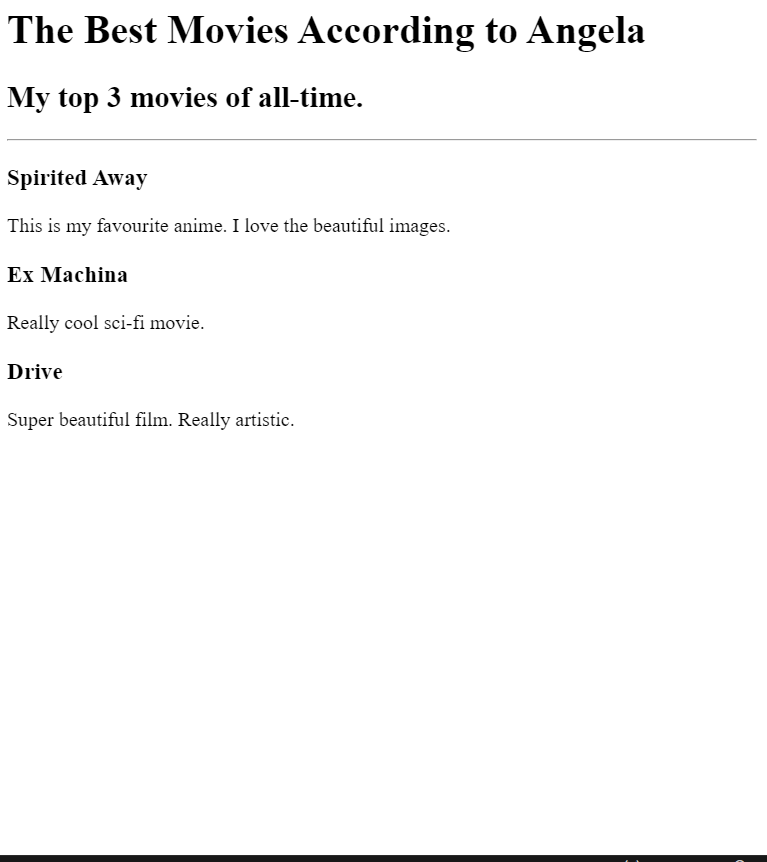 The Best Movies According to Angela
My top 3 movies of all-time.
Spirited Away
This is my favourite anime. I love the beautiful images.
Ex Machina
Really cool sci-fi movie.
Drive
Super beautiful film. Really artistic.